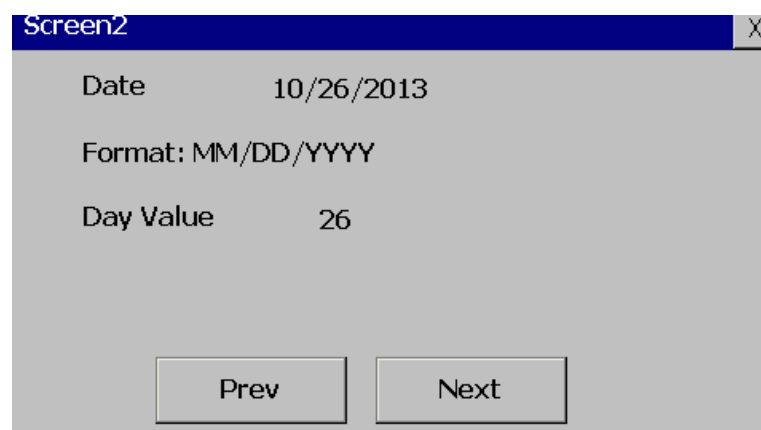 Screen2 X
Date 10/26/2013
Format: MM/DD/YYYY
Day Value 26
Prev Next